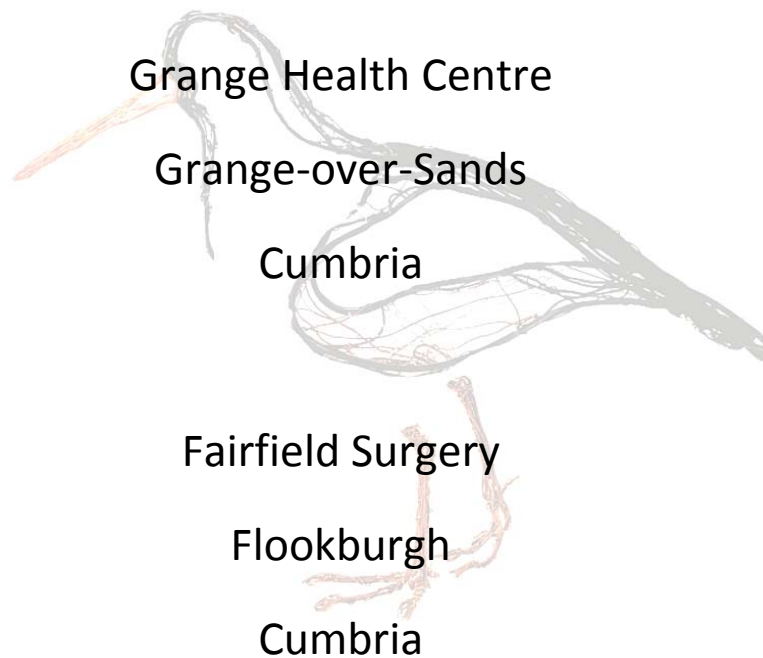 Grange Health Centre
Grange-over-Sands
Cumbria
Fairfield Surgery
Flookburgh
Cumbria